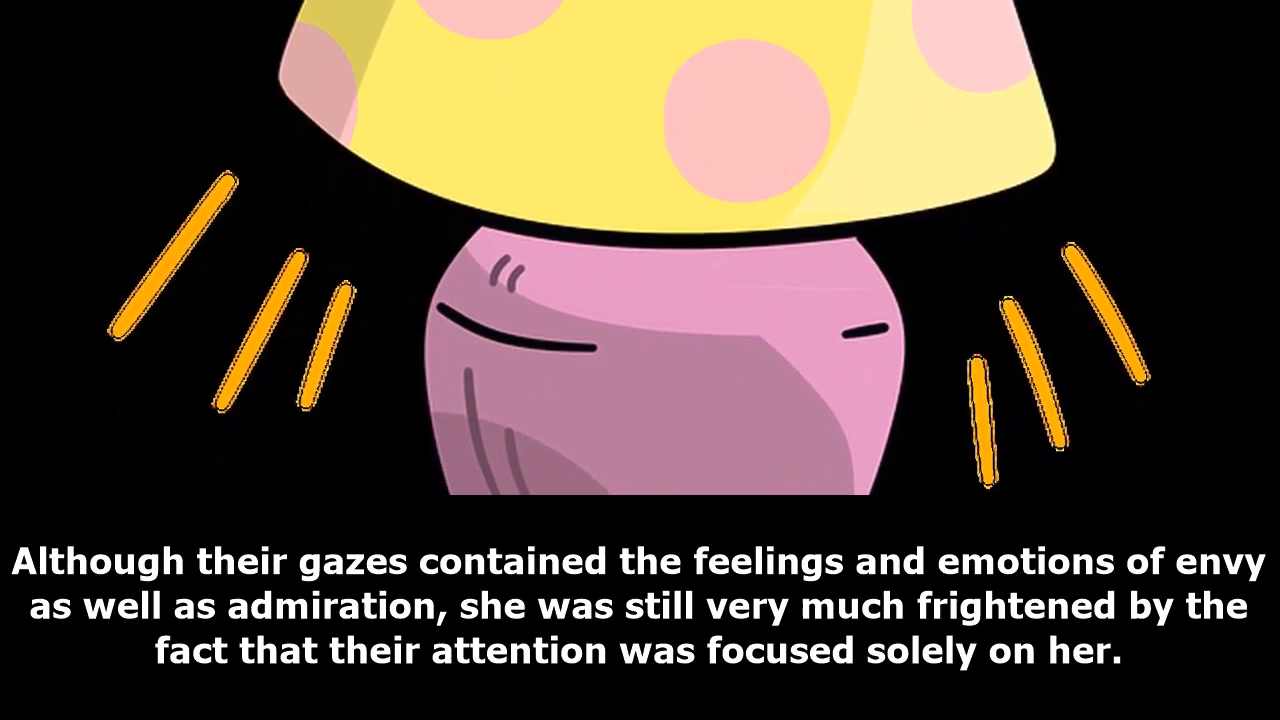 Although their gazes contained the feelings and emotions of envy
as well as admiration, she was still very much frightened by the
fact that their attention was focused solely on her.